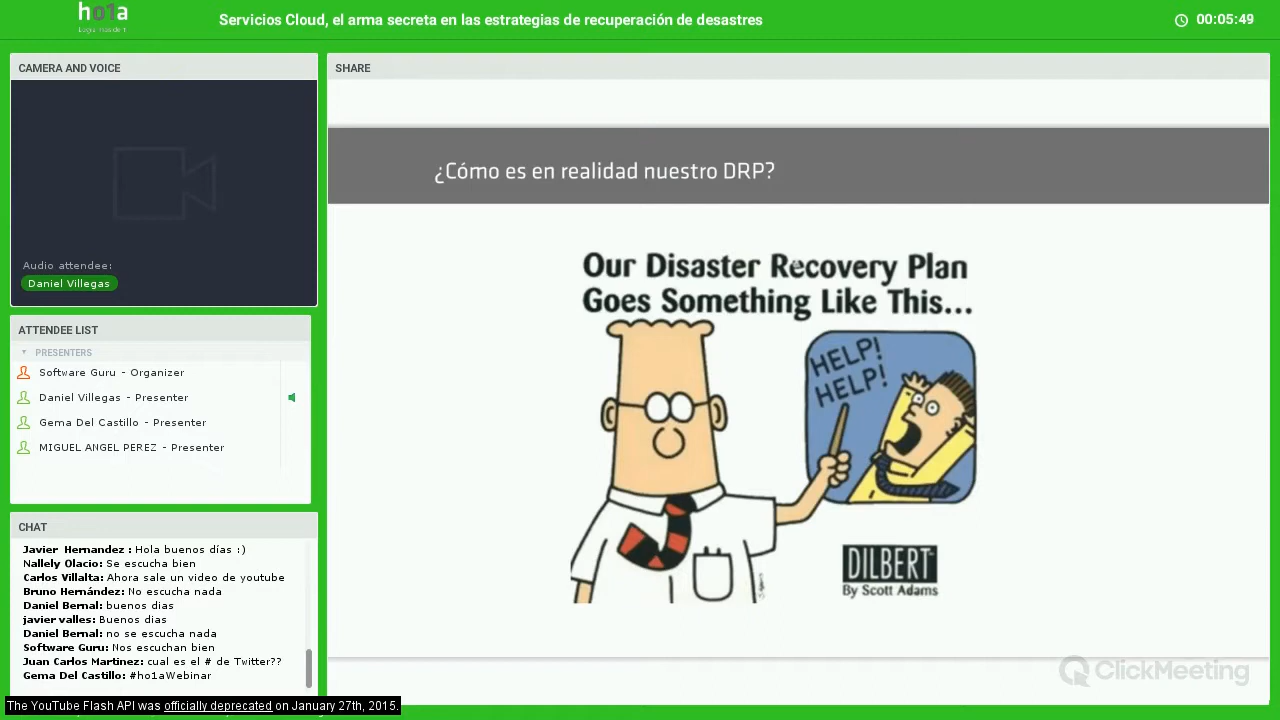 ho1a
Servicios Cloud, el arma secreta en las estrategias de recuperación de desastres
00:05:49
CAMERA AND VOICE
Audio attendee:
Daniel Villegas
ATTENDEE LIST
PRESENTERS
Software Guru - Organizer
Daniel Villegas - Presenter
Gema Del Castillo - Presenter
MIGUEL ANGEL PEREZ - Presenter
CHAT
Javier Hernandez : Hola buenos días :)
Nallely Olacio: Se escucha bien
Carlos Villalta: Ahora sale un video de youtube
Bruno Hernández: No escucha nada
Daniel Bernal: buenos dias
javier valles: Buenos dias
Daniel Bernal: no se escucha nada
Software Guru: Nos escuchan bien
Juan Carlos Martinez: cual es el # de Twitter??
Gema Del Castillo: #ho1aWebinar
The YouTube Flash API was officially deprecated on January 27th, 2015.
SHARE
¿Cómo es en realidad nuestro DRP?
Our Disaster Recovery Plan
Goes Something Like This...
HELP!
HELP!
DILBERT
By Scott Adams
ClickMeeting